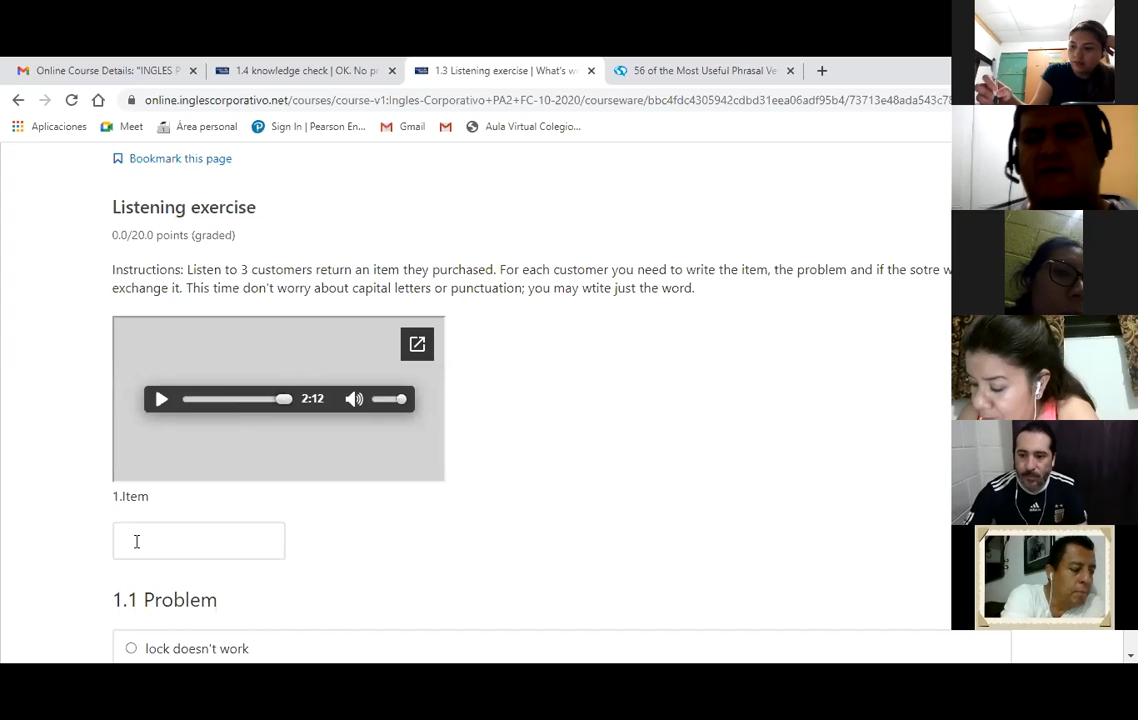 Online Course Details: "INGLES P
1.4 knowledge check | OK. No pr
1.3 Listening exercise | What's w
56 of the Most Useful Phrasal Ve
online.inglescorporativo.net/courses/course-v1:Ingles-Corporativo+PA2+FC-10-2020/courseware/bbc4fdc4305942cdbd31eea06adf95b4/73713e48ada543c78
Aplicaciones
Meet
Área personal
Sign In | Pearson En...
Gmail
Aula Virtual Colegio...
Bookmark this page
Listening exercise
0.0/20.0 points (graded)
Instructions: Listen to 3 customers return an item they purchased. For each customer you need to write the item, the problem and if the sotre w
exchange it. This time don't worry about capital letters or punctuation; you may wtite just the word.
2:12
1.Item
1.1 Problem
lock doesn't work